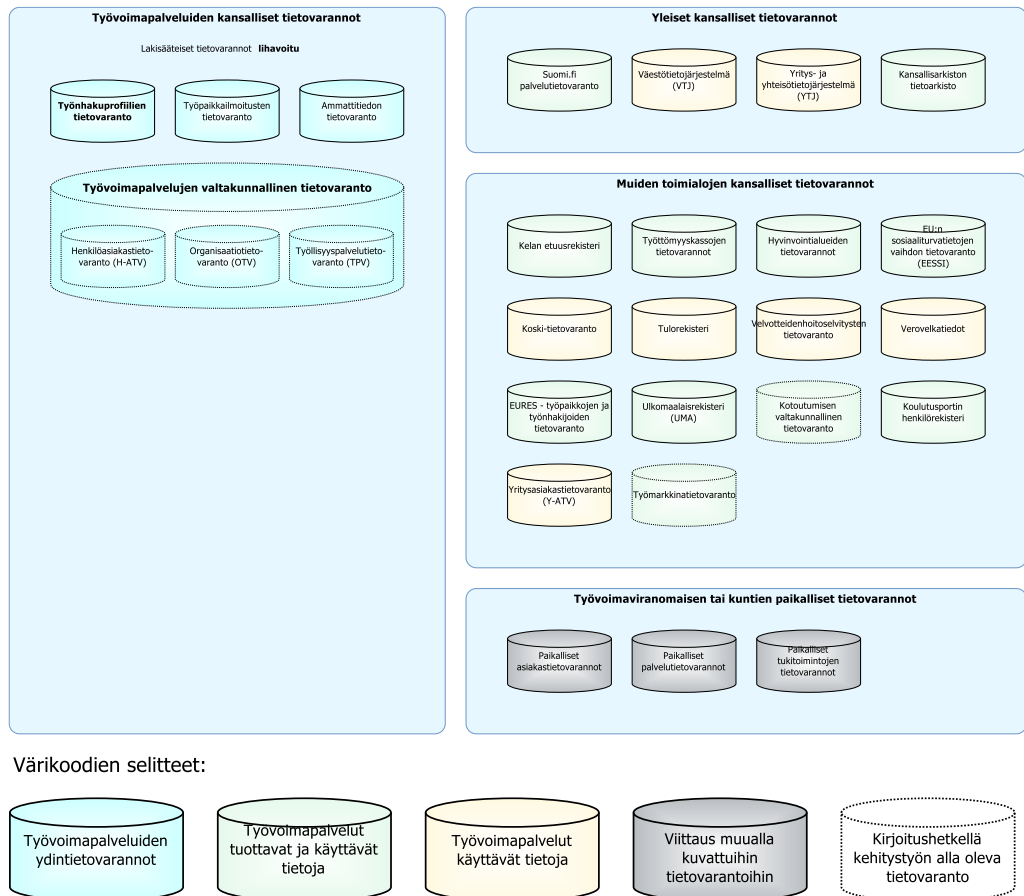 Työvoimapalveluiden kansalliset tietovarannot
Lakisääteiset tietovarannot lihavoitu
Työnhakuprofiilien
tietovaranto
Työpaikkailmoitusten
tietovaranto
Ammattitiedon
tietovaranto
Työvoimapalvelujen valtakunnallinen tietovaranto
Henkilöasiakastieto-
varanto (H-ATV)
Organisaatiotieto-
varanto (OTV)
Työllisyyspalvelutieto-
varanto (TPV)
Yleiset kansalliset tietovarannot
Suomi.fi
palvelutietovaranto
Väestötietojärjestelmä
(VTJ)
Yritys- ja
yhteisötietojärjestelmä
(YTJ)
Kansallisarkiston
tietoarkisto
Muiden toimialojen kansalliset tietovarannot
Kelan etuusrekisteri
Työttömyyskassojen
tietovarannot
Hyvinvointialueiden
tietovarannot
EU:n
sosiaaliturvatietojen
vaihdon tietovaranto
(EESSI)
Koski-tietovaranto
Tulorekisteri
Velvotteidenhoitoselvitysten
tietovaranto
Verovelkatiedot
EURES - työpaikkojen ja
työnhakijoiden
tietovaranto
Ulkomaalaisrekisteri
(UMA)
Kotoutumisen
valtakunnallinen
tietovaranto
Koulutusportin
henkilörekisteri
Yritysasiakastietovaranto
(Y-ATV)
Työmarkkinatietovaranto
Työvoimaviranomaisen tai kuntien paikalliset tietovarannot
Paikalliset
asiakastietovarannot
Paikalliset
palvelutietovarannot
Paikalliset
tukitoimintojen
tietovarannot
Värikoodien selitteet:
Työvoimapalveluiden
ydintietovarannot
Työvoimapalvelut
tuottavat ja käyttävät
tietoja
Työvoimapalvelut
käyttävät tietoja
Viittaus muualla
kuvattuihin
tietovarantoihin
Kirjoitushetkellä
kehitystyön alla oleva
tietovaranto